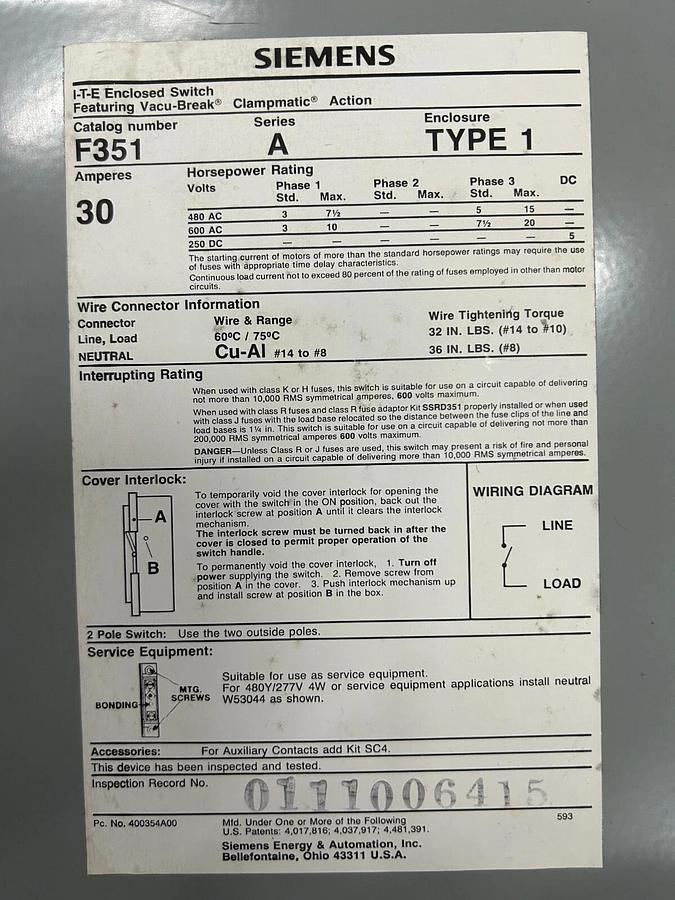 SIEMENS
I-T-E Enclosed Switch
Featuring Vacu-Break® Clampmatic® Action
Catalog number Series Enclosure
F351 A TYPE 1
Amperes Horsepower Rating
30
Volts Phase 1 Phase 2 Phase 3 DC
Std. Max. Std. Max. Std. Max.
480 AC 3 7½ — — 5 15 —
600 AC 3 10 — — 7½ 20 —
250 DC — — — — — — 5
The starting current of motors of more than the standard horsepower ratings may require the use
of fuses with appropriate time delay characteristics.
Continuous load current not to exceed 80 percent of the rating of fuses employed in other than motor
circuits.
Wire Connector Information
Connector Wire & Range Wire Tightening Torque
Line, Load 60ºC / 75ºC 32 IN. LBS. (#14 to #10)
NEUTRAL Cu-Al #14 to #8 36 IN. LBS. (#8)
Interrupting Rating
When used with class K or H fuses, this switch is suitable for use on a circuit capable of delivering
not more than 10,000 RMS symmetrical amperes, 600 volts maximum.
When used with class R fuses and class R fuse adaptor Kit SSRD351 properly installed or when used
with class J fuses with the load base relocated so the distance between the fuse clips of the line and
load bases is 1¼ in. This switch is suitable for use on a circuit capable of delivering not more than
200,000 RMS symmetrical amperes 600 volts maximum.
DANGER—Unless Class R or J fuses are used, this switch may present a risk of fire and personal
injury if installed on a circuit capable of delivering more than 10,000 RMS symmetrical amperes.
Cover Interlock:
A
B
To temporarily void the cover interlock for opening the
cover with the switch in the ON position, back out the
interlock screw at position A until it clears the interlock
mechanism.
The interlock screw must be turned back in after the
cover is closed to permit proper operation of the
switch handle.
To permanently void the cover interlock, 1. Turn off
power supplying the switch. 2. Remove screw from
position A in the cover. 3. Push interlock mechanism up
and install screw at position B in the box.
WIRING DIAGRAM
LINE
LOAD
2 Pole Switch: Use the two outside poles.
Service Equipment:
BONDING
MTG.
SCREWS
Suitable for use as service equipment.
For 480Y/277V 4W or service equipment applications install neutral
W53044 as shown.
Accessories: For Auxiliary Contacts add Kit SC4.
This device has been inspected and tested.
Inspection Record No. 0111006415
Pc. No. 400354A00 Mfd. Under One or More of the Following 593
U.S. Patents: 4,017,816; 4,037,917; 4,481,391.
Siemens Energy & Automation, Inc.
Bellefontaine, Ohio 43311 U.S.A.